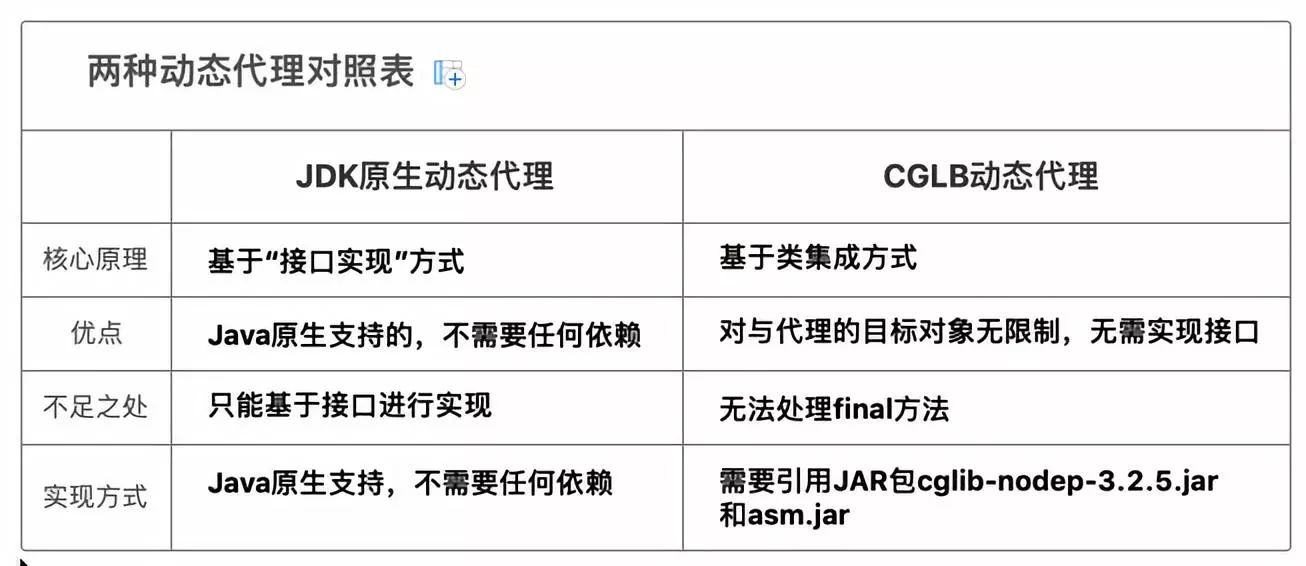 两种动态代理对照表
JDK原生动态代理
CGLB动态代理
核心原理
基于“接口实现”方式
基于类集成方式
优点
Java原生支持的，不需要任何依赖
对与代理的目标对象无限制，无需实现接口
不足之处
只能基于接口进行实现
无法处理final方法
实现方式
Java原生支持，不需要任何依赖
需要引用JAR包cglib-nodep-3.2.5.jar
和asm.jar